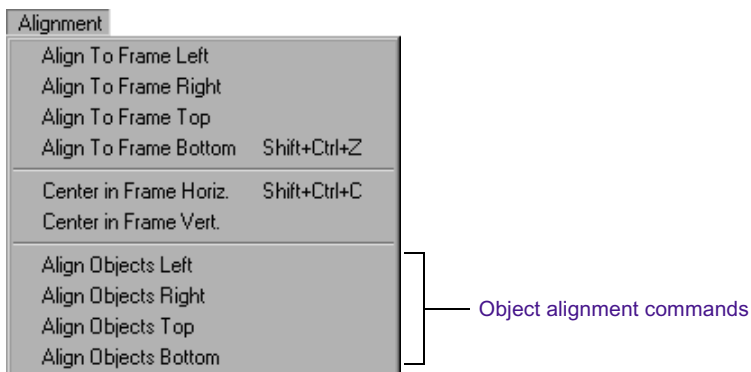 Alignment
Align To Frame Left
Align To Frame Right
Align To Frame Top
Align To Frame Bottom Shift+Ctrl+Z
Center in Frame Horiz. Shift+Ctrl+C
Center in Frame Vert.
Align Objects Left
Align Objects Right
Align Objects Top
Align Objects Bottom
Object alignment commands